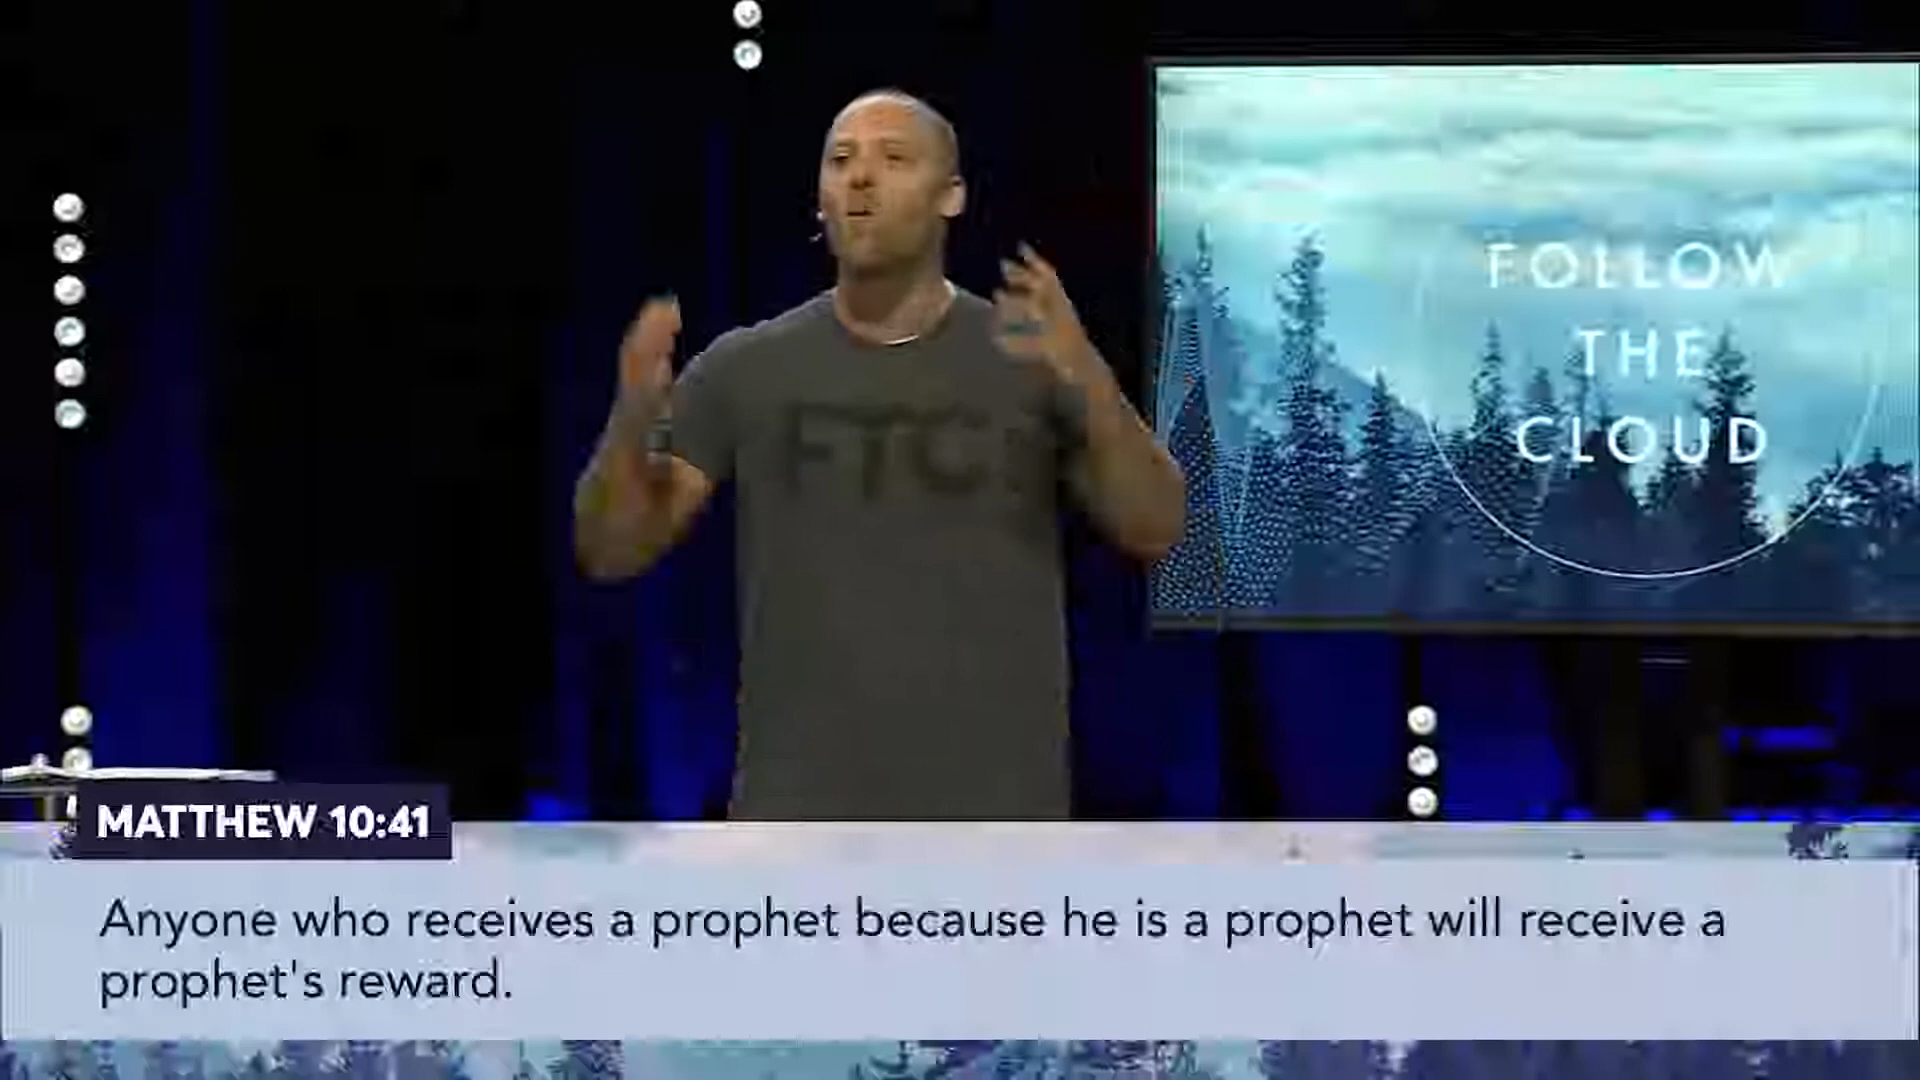 FOLLOW
THE
CLOUD
FTC
MATTHEW 10:41
Anyone who receives a prophet because he is a prophet will receive a
prophet's reward.